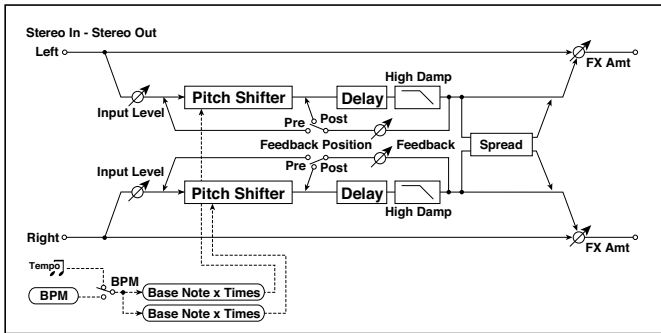 Stereo In - Stereo Out
Left
FX Amt
High Damp
Pitch Shifter
Delay
Input Level
Pre
Post
Feedback Position
Feedback
Spread
Input Level
Pre
Post
Pitch Shifter
Delay
High Damp
Right
FX Amt
Tempo
BPM
BPM
Base Note x Times
Base Note x Times